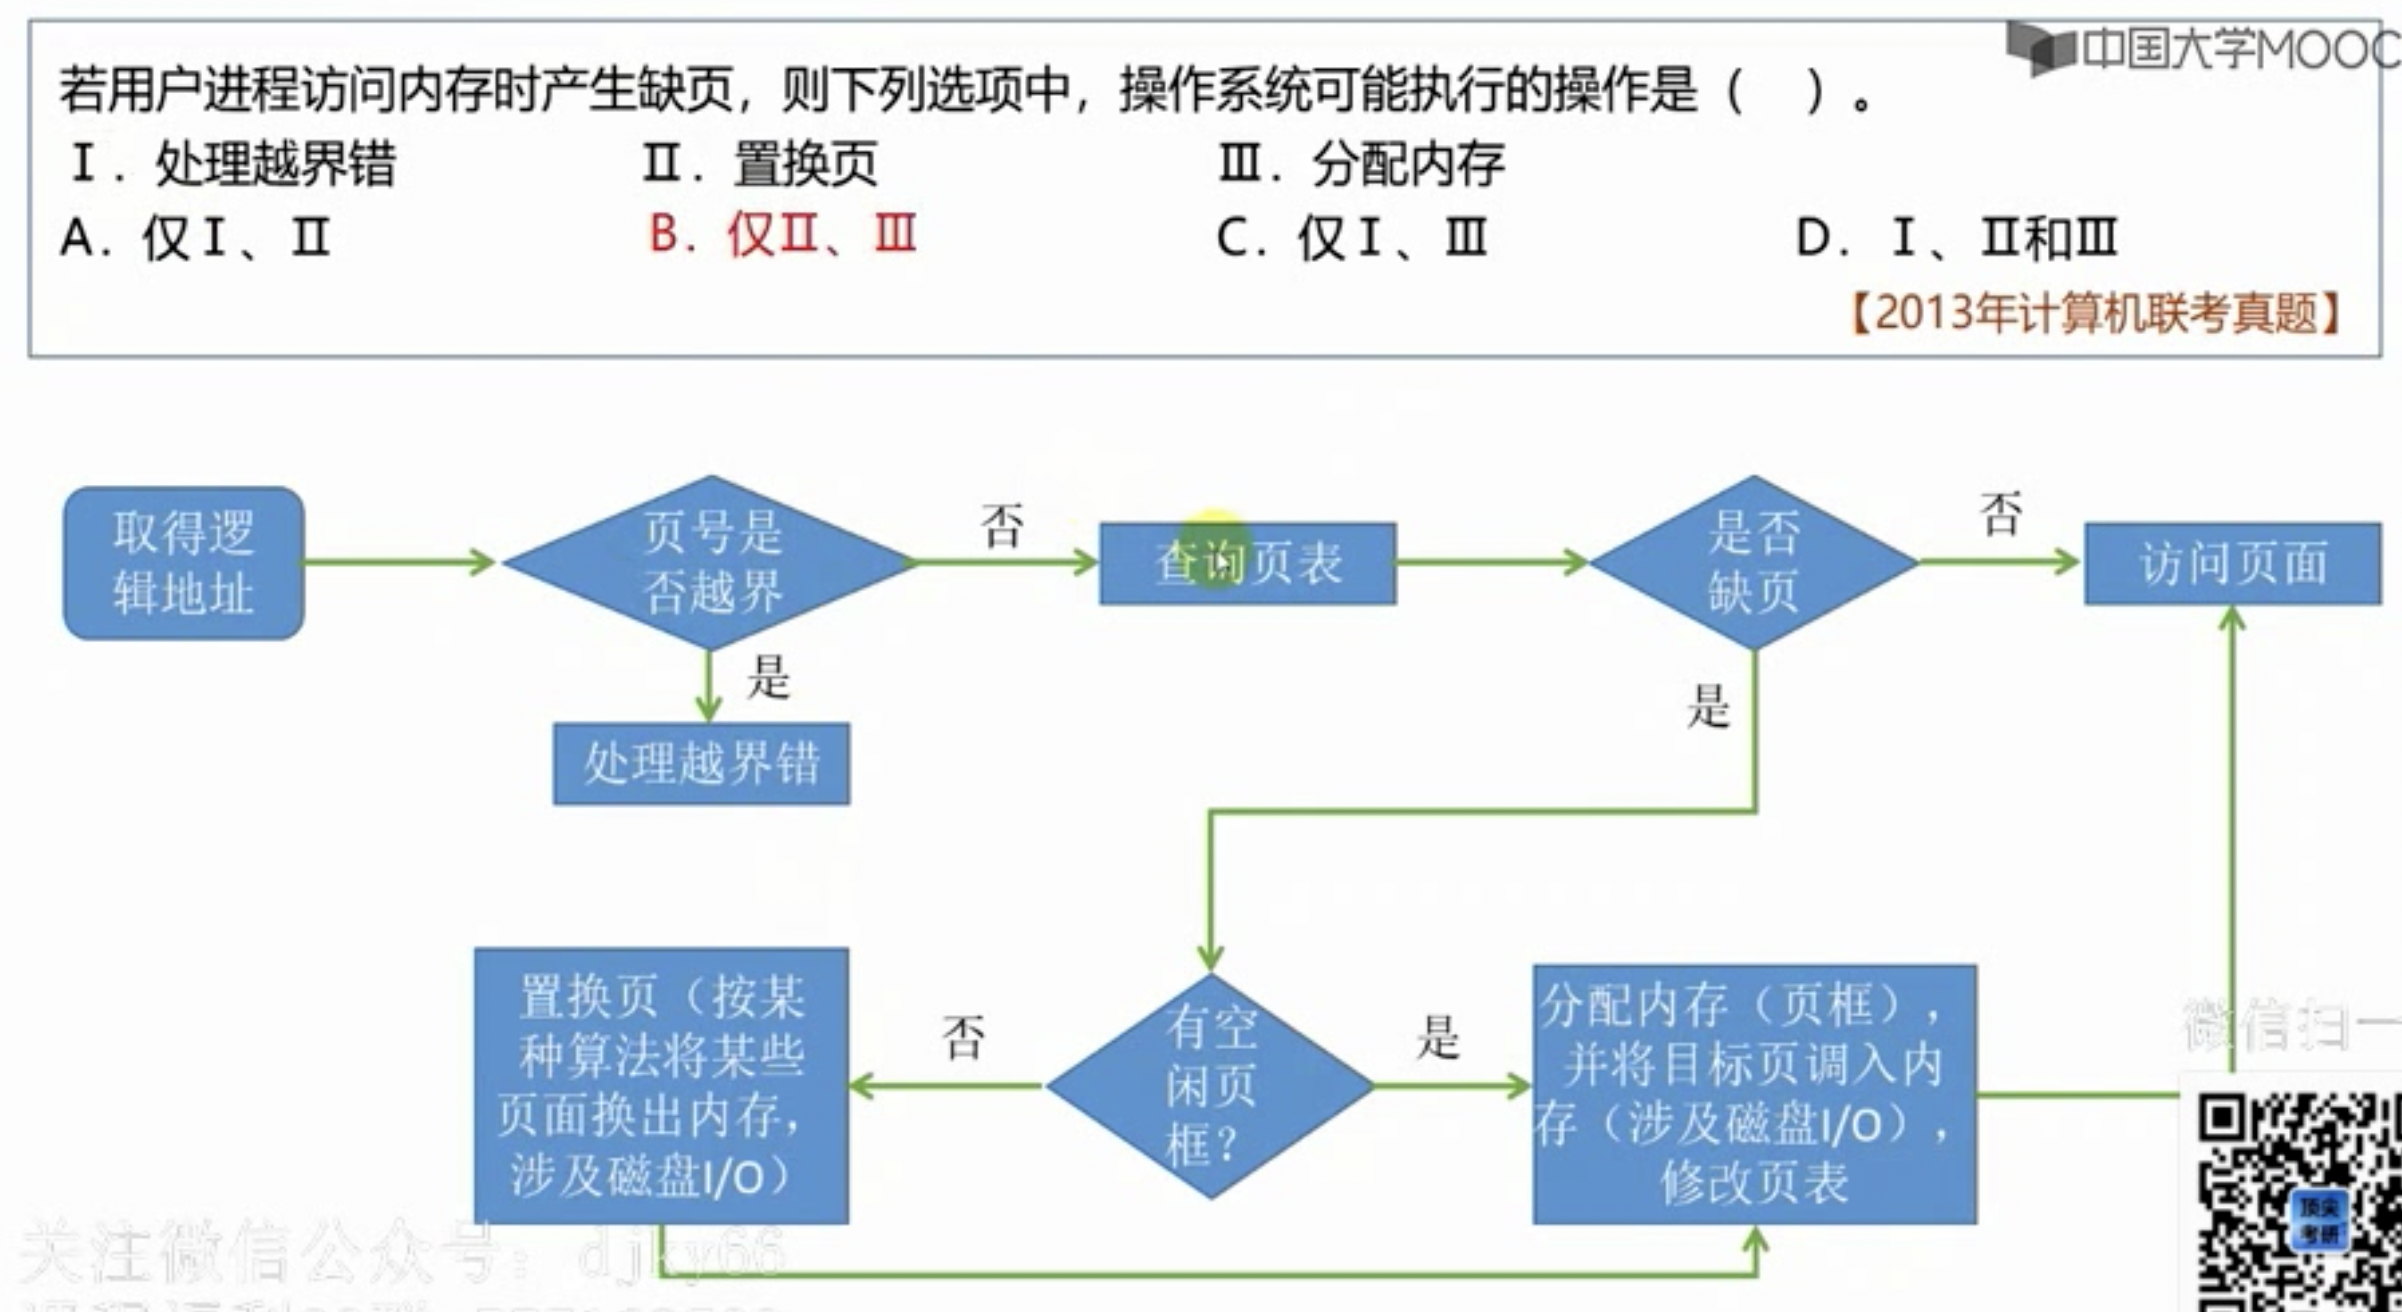 中国大学MOOC
若用户进程访问内存时产生缺页，则下列选项中，操作系统可能执行的操作是（　）。
Ⅰ. 处理越界错　Ⅱ. 置换页　Ⅲ. 分配内存
A. 仅Ⅰ、Ⅱ　B. 仅Ⅱ、Ⅲ　C. 仅Ⅰ、Ⅲ　D. Ⅰ、Ⅱ和Ⅲ
【2013年计算机联考真题】
取得逻
辑地址
页号是
否越界
否
查询页表
是否
缺页
否
访问页面
是
处理越界错
是
置换页（按某
种算法将某些
页面换出内存，
涉及磁盘I/O）
否
有空
闲页
框？
是
分配内存（页框），
并将目标页调入内
存（涉及磁盘I/O），
修改页表
微信扫一
顶尖
考研
关注微信公众号：djky66